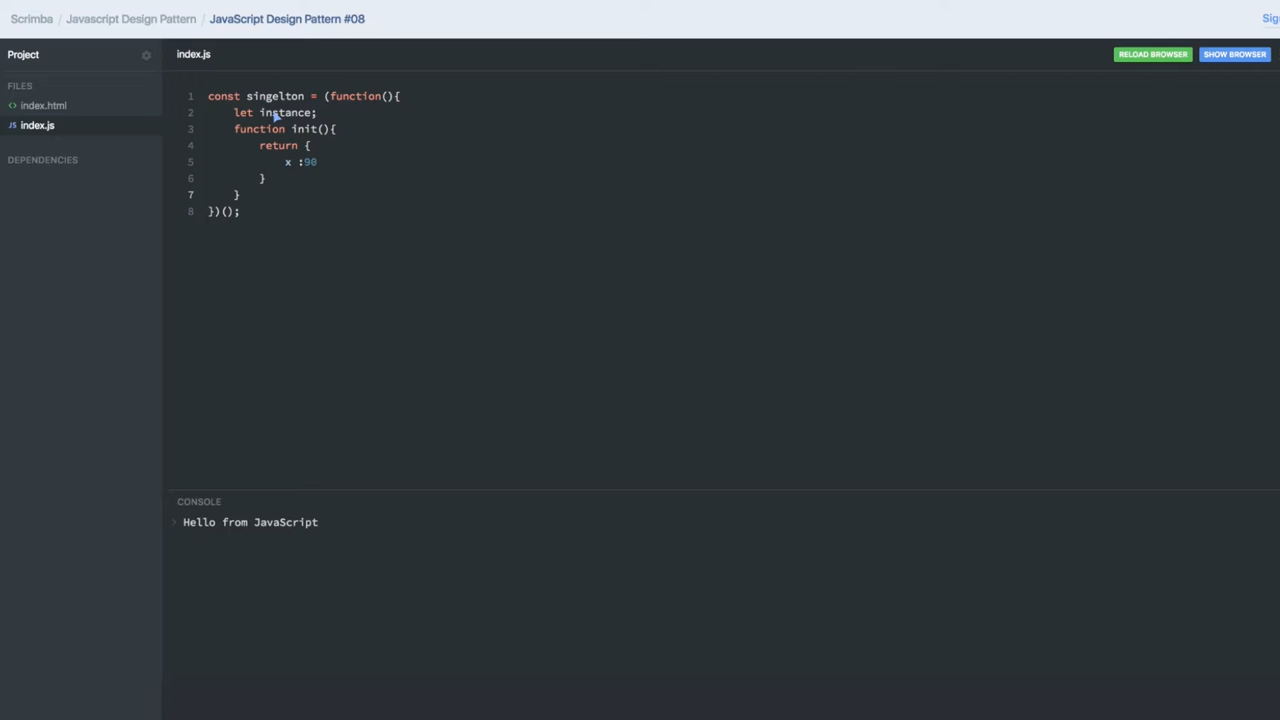 Scrimba / Javascript Design Pattern / JavaScript Design Pattern #08
Sig
Project
index.js
RELOAD BROWSER
SHOW BROWSER
FILES
<> index.html
JS index.js
DEPENDENCIES
1 const singelton = (function(){
2 let instance;
3 function init(){
4 return {
5 x :90
6 }
7 }
8 })();
CONSOLE
> Hello from JavaScript